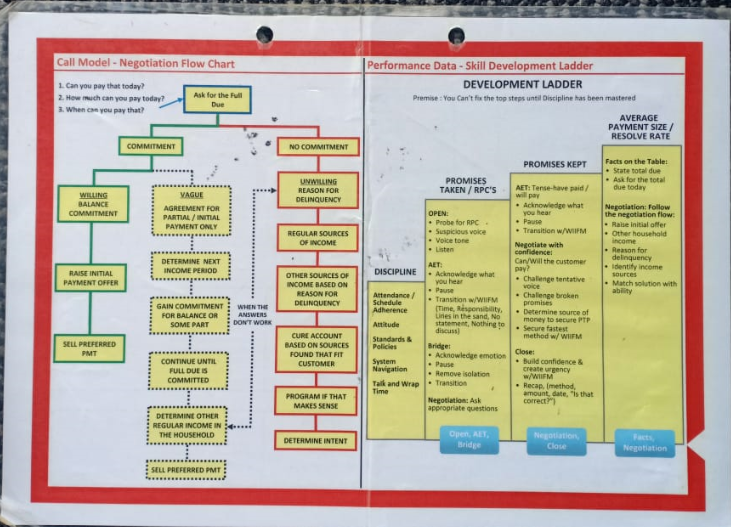 Call Model - Negotiation Flow Chart
1. Can you pay that today?
2. How much can you pay today?
3. When can you pay that?
Ask for the Full
Due
COMMITMENT
NO COMMITMENT
WILLING
BALANCE
COMMITMENT
RAISE INITIAL
PAYMENT OFFER
SELL PREFERRED
PMT
VAGUE
AGREEMENT FOR
PARTIAL / INITIAL
PAYMENT ONLY
DETERMINE NEXT
INCOME PERIOD
GAIN COMMITMENT
FOR BALANCE OR
SOME PART
CONTINUE UNTIL
FULL DUE IS
COMMITTED
DETERMINE OTHER
REGULAR INCOME IN
THE HOUSEHOLD
SELL PREFERRED PMT
WHEN THE
ANSWERS
DON'T WORK
UNWILLING
REASON FOR
DELINQUENCY
REGULAR SOURCES
OF INCOME
OTHER SOURCES OF
INCOME BASED ON
REASON FOR
DELINQUENCY
CURE ACCOUNT
BASED ON SOURCES
FOUND THAT FIT
CUSTOMER
PROGRAM IF THAT
MAKES SENSE
DETERMINE INTENT
Performance Data - Skill Development Ladder
DEVELOPMENT LADDER
Premise : You Can't fix the top steps until Discipline has been mastered
DISCIPLINE
Attendance /
Schedule
Adherence
Attitude
Standards &
Policies
System
Navigation
Talk and Wrap
Time
PROMISES
TAKEN / RPC'S
OPEN:
• Probe for RPC
• Suspicious voice
• Voice tone
• Listen
AET:
• Acknowledge what
you hear
• Pause
• Transition w/WIIFM
(Time, Responsibility,
Lines in the sand, No
statement, Nothing to
discuss)
Bridge:
• Acknowledge emotion
• Pause
• Remove isolation
• Transition
Negotiation: Ask
appropriate questions
Open, AET,
Bridge
PROMISES KEPT
AET: Tense-have paid /
will pay
• Acknowledge what
you hear
• Pause
• Transition w/WIIFM
Negotiate with
confidence:
Can/Will the customer
pay?
• Challenge tentative
voice
• Challenge broken
promises
• Determine source of
money to secure PTP
• Secure fastest
method w/ WIIFM
Close:
• Build confidence &
create urgency
w/WIIFM
• Recap, (method,
amount, date, "Is that
correct?")
Negotiation,
Close
AVERAGE
PAYMENT SIZE /
RESOLVE RATE
Facts on the Table:
• State total due
• Ask for the total
due today
Negotiation: Follow
the negotiation flow:
• Raise initial offer
• Other household
income
• Reason for
delinquency
• Identify income
sources
• Match solution with
ability
Facts,
Negotiation